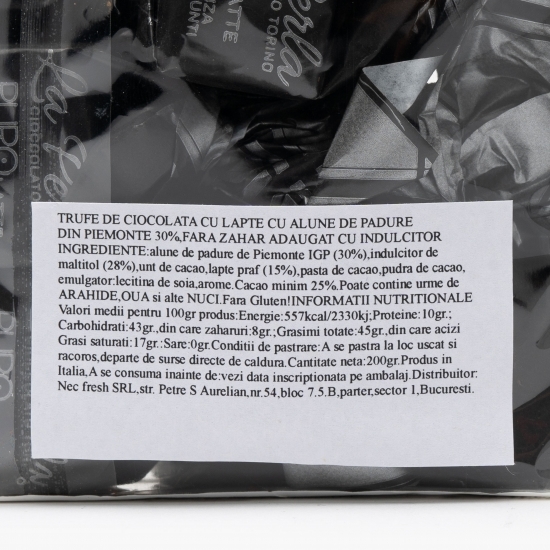 Perla
TORINO
La Perla
TRUFE DE CIOCOLATA CU LAPTE CU ALUNE DE PADURE
DIN PIEMONTE 30%,FARA ZAHAR ADAUGAT CU INDULCITOR
INGREDIENTE:alune de padure de Piemonte IGP (30%),indulcitor de
maltitol (28%),unt de cacao,lapte praf (15%),pasta de cacao,pudra de cacao,
emulgator:lecitina de soia,arome.Cacao minim 25%.Poate contine urme de
ARAHIDE,OUA si alte NUCI.Fara Gluten!INFORMATII NUTRITIONALE
Valori medii pentru 100gr produs:Energie:557kcal/2330kj;Proteine:10gr.;
Carbohidrati:43gr.,din care zaharuri:8gr.;Grasimi totate:45gr.,din care acizi
Grasi saturati:17gr.:Sare:0gr.Conditii de pastrare:A se pastra la loc uscat si
racoros,departe de surse directe de caldura.Cantitate neta:200gr.Produs in
Italia,A se consuma inainte de:vezi data inscriptionata pe ambalaj.Distribuitor:
Nec fresh SRL,str. Petre S Aurelian,nr.54,bloc 7.5.B,parter,sector 1,Bucuresti.